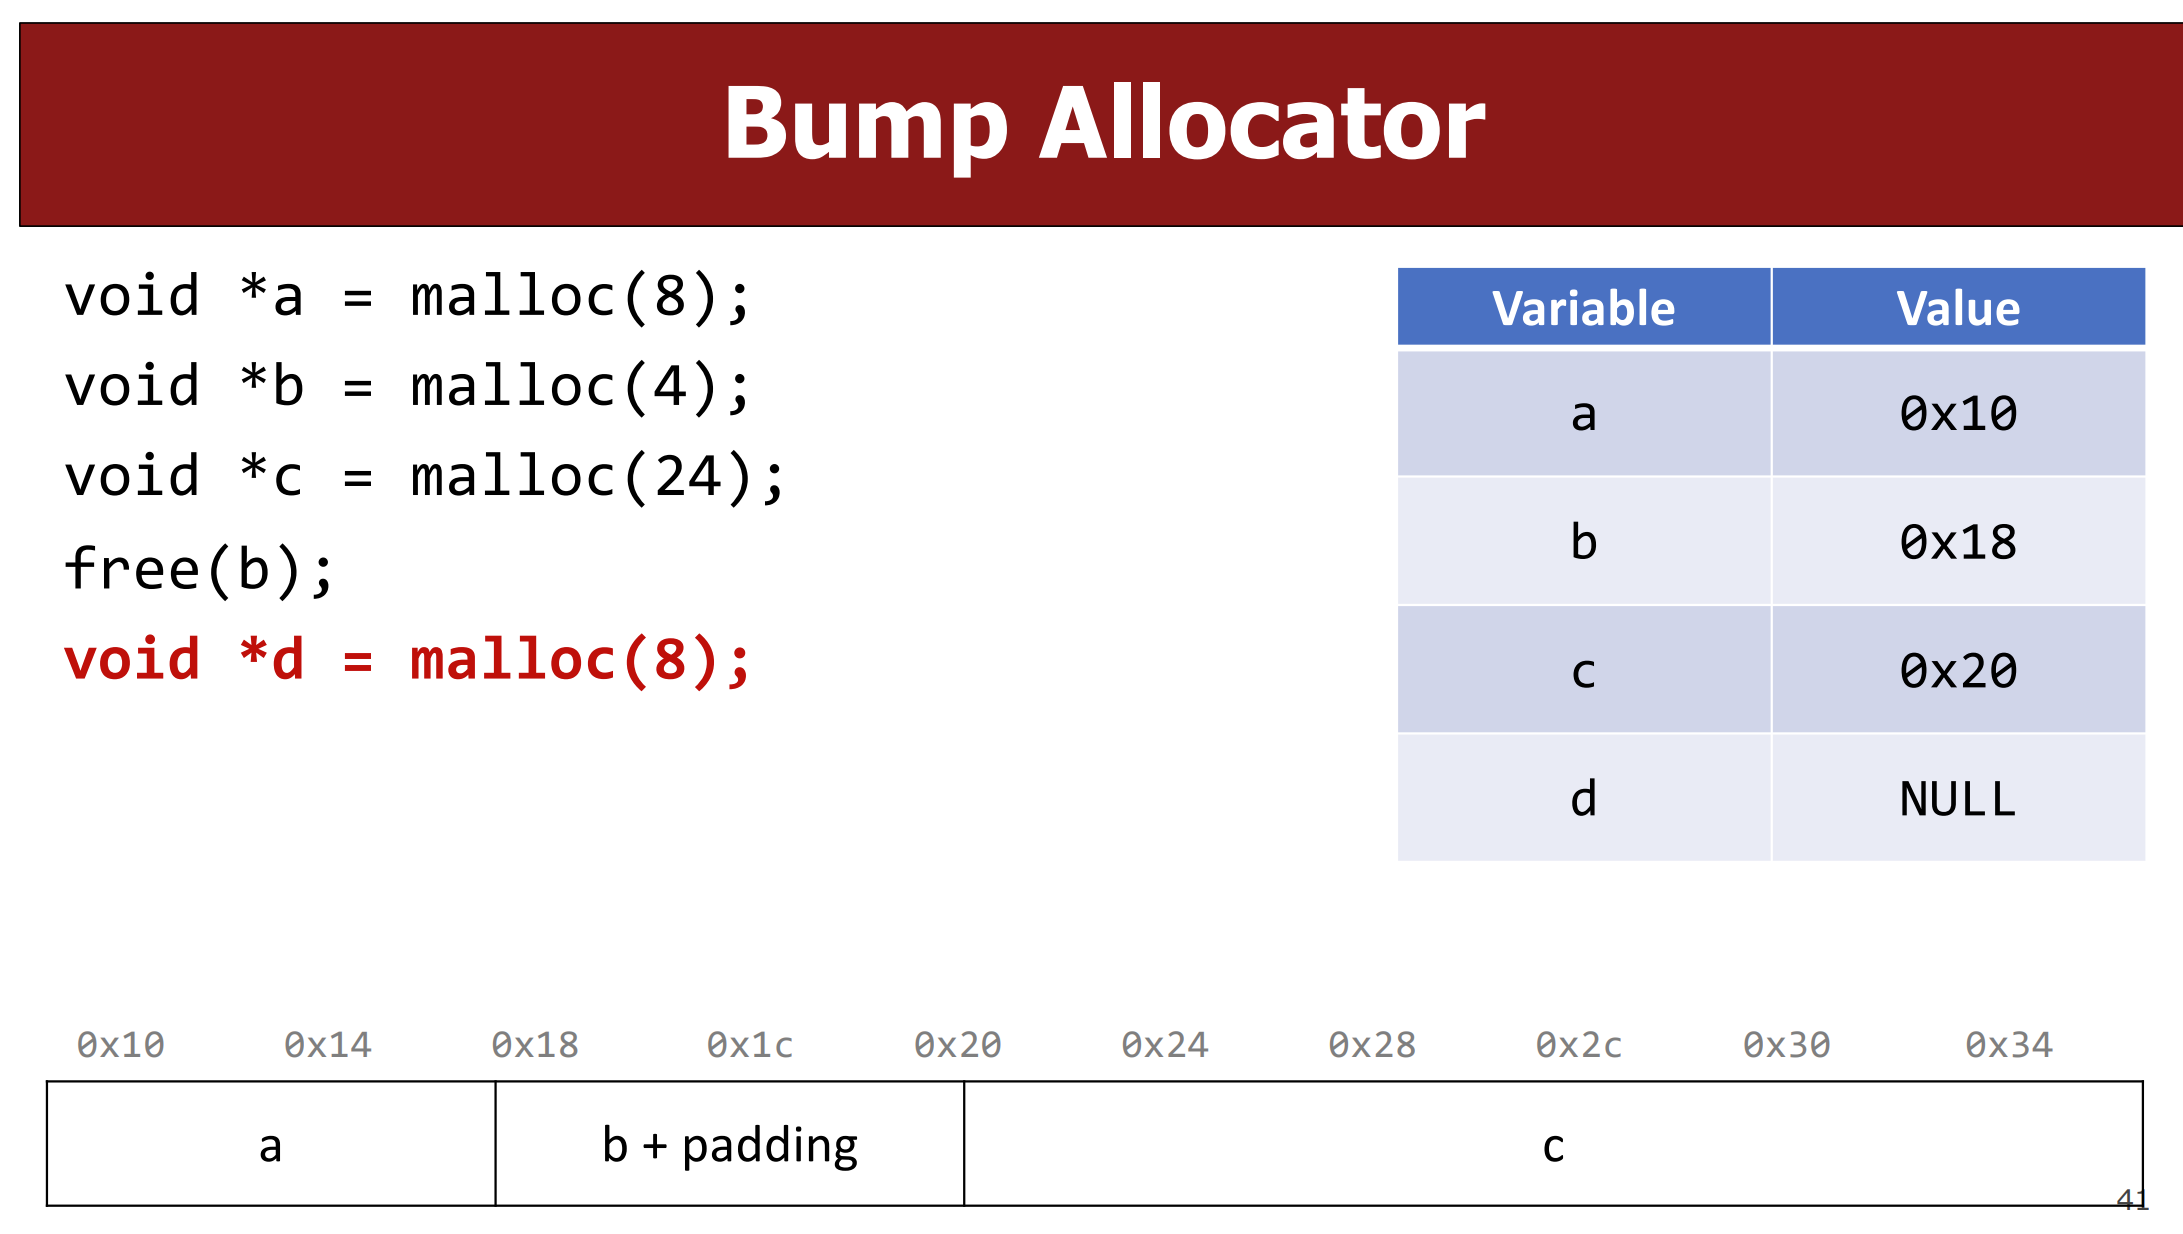 Bump Allocator
void *a = malloc(8);
void *b = malloc(4);
void *c = malloc(24);
free(b);
void *d = malloc(8);
Variable Value
a 0x10
b 0x18
c 0x20
d NULL
0x10 0x14 0x18 0x1c 0x20 0x24 0x28 0x2c 0x30 0x34
a b + padding c
41